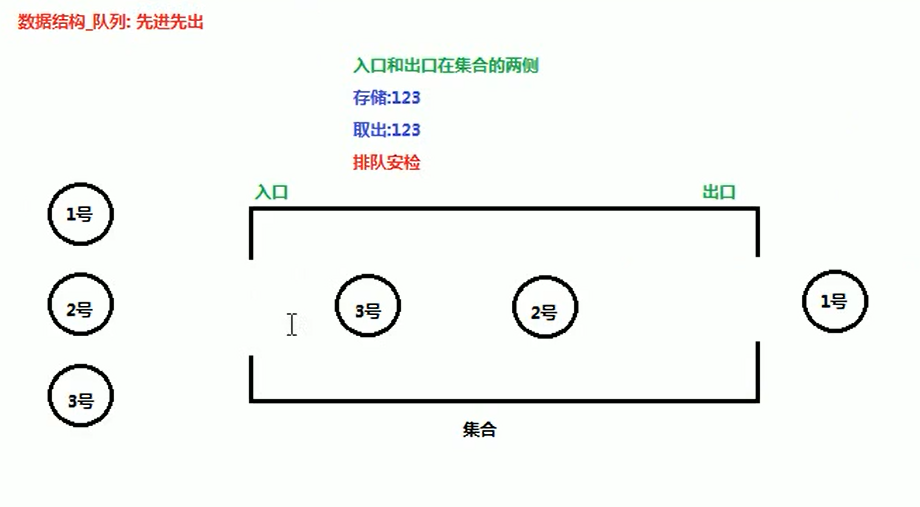 数据结构_队列: 先进先出
入口和出口在集合的两侧
存储:123
取出:123
排队安检
入口
出口
1号
2号
3号
3号
2号
1号
集合